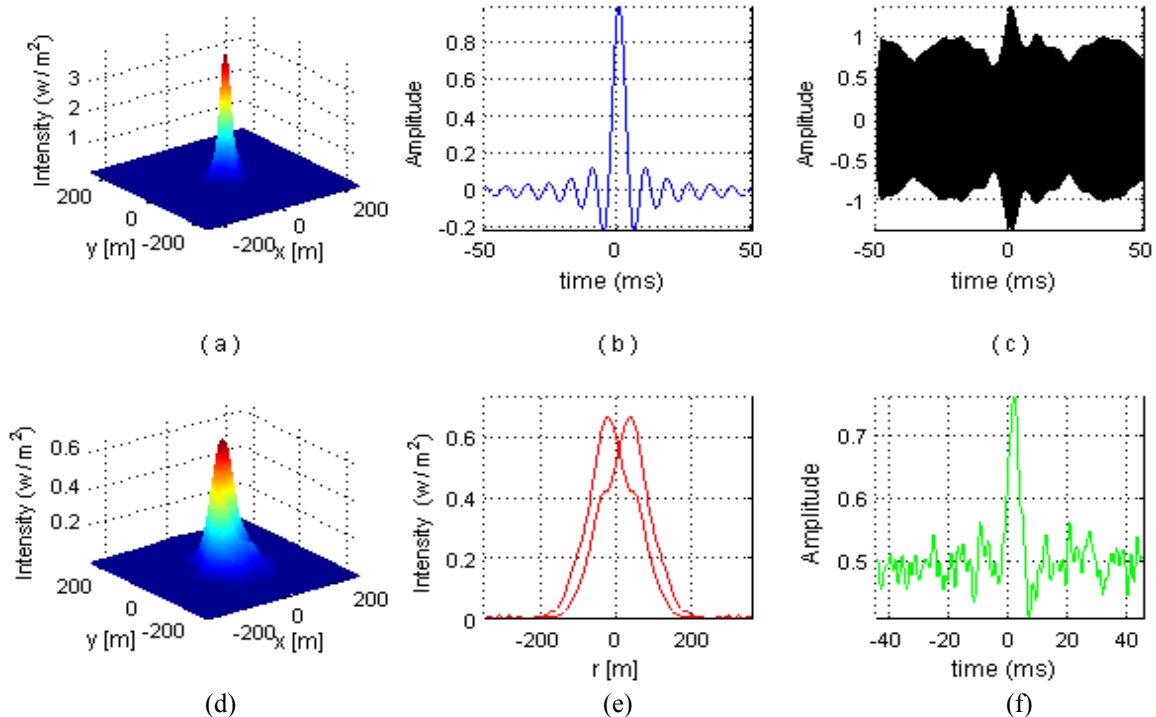 Intensity (w/m²)
3
2
1
200
0
-200
y [m]
-200
0
200
x [m]
Amplitude
0.8
0.6
0.4
0.2
0
-0.2
-50
0
50
time (ms)
Amplitude
1
0.5
0
-0.5
-1
-50
0
50
time (ms)
( a )
( b )
( c )
Intensity (w/m²)
0.6
0.4
0.2
200
0
-200
y [m]
-200
0
200
x [m]
Intensity (w/m²)
0.6
0.4
0.2
0
-200
0
200
r [m]
Amplitude
0.7
0.6
0.5
-40
-20
0
20
40
time (ms)
(d)
(e)
(f)